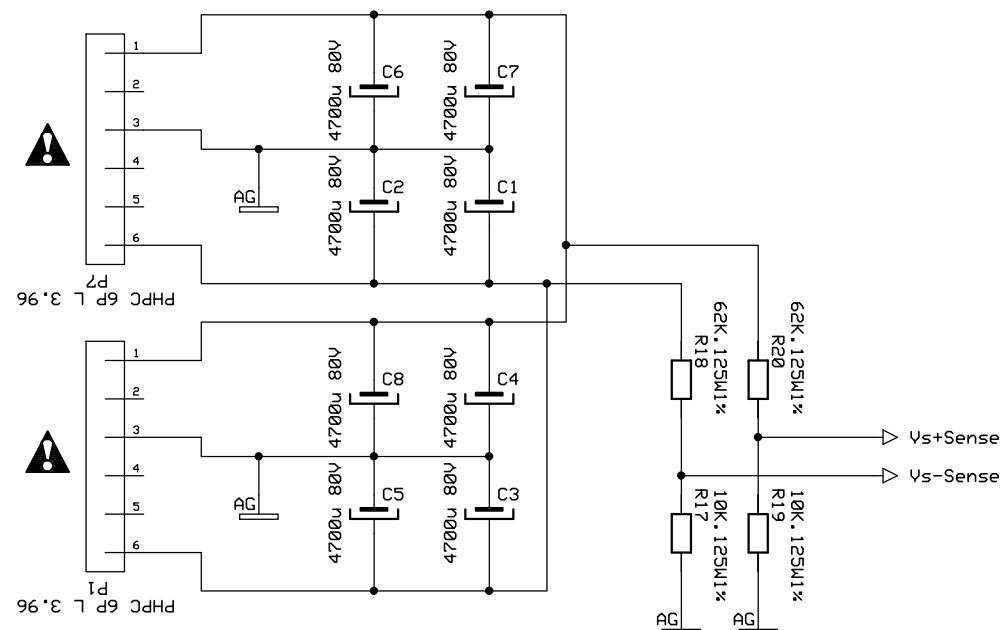 1
2
3
4
5
6
P7
PHPC 6P L 3.96
4700u 80V
C6
4700u 80V
C7
AG
4700u 80V
C2
4700u 80V
C1
1
2
3
4
5
6
P1
PHPC 6P L 3.96
4700u 80V
C8
4700u 80V
C4
AG
4700u 80V
C5
4700u 80V
C3
62K.125W1%
R18
62K.125W1%
R20
Vs+Sense
Vs-Sense
10K.125W1%
R17
10K.125W1%
R19
AG
AG